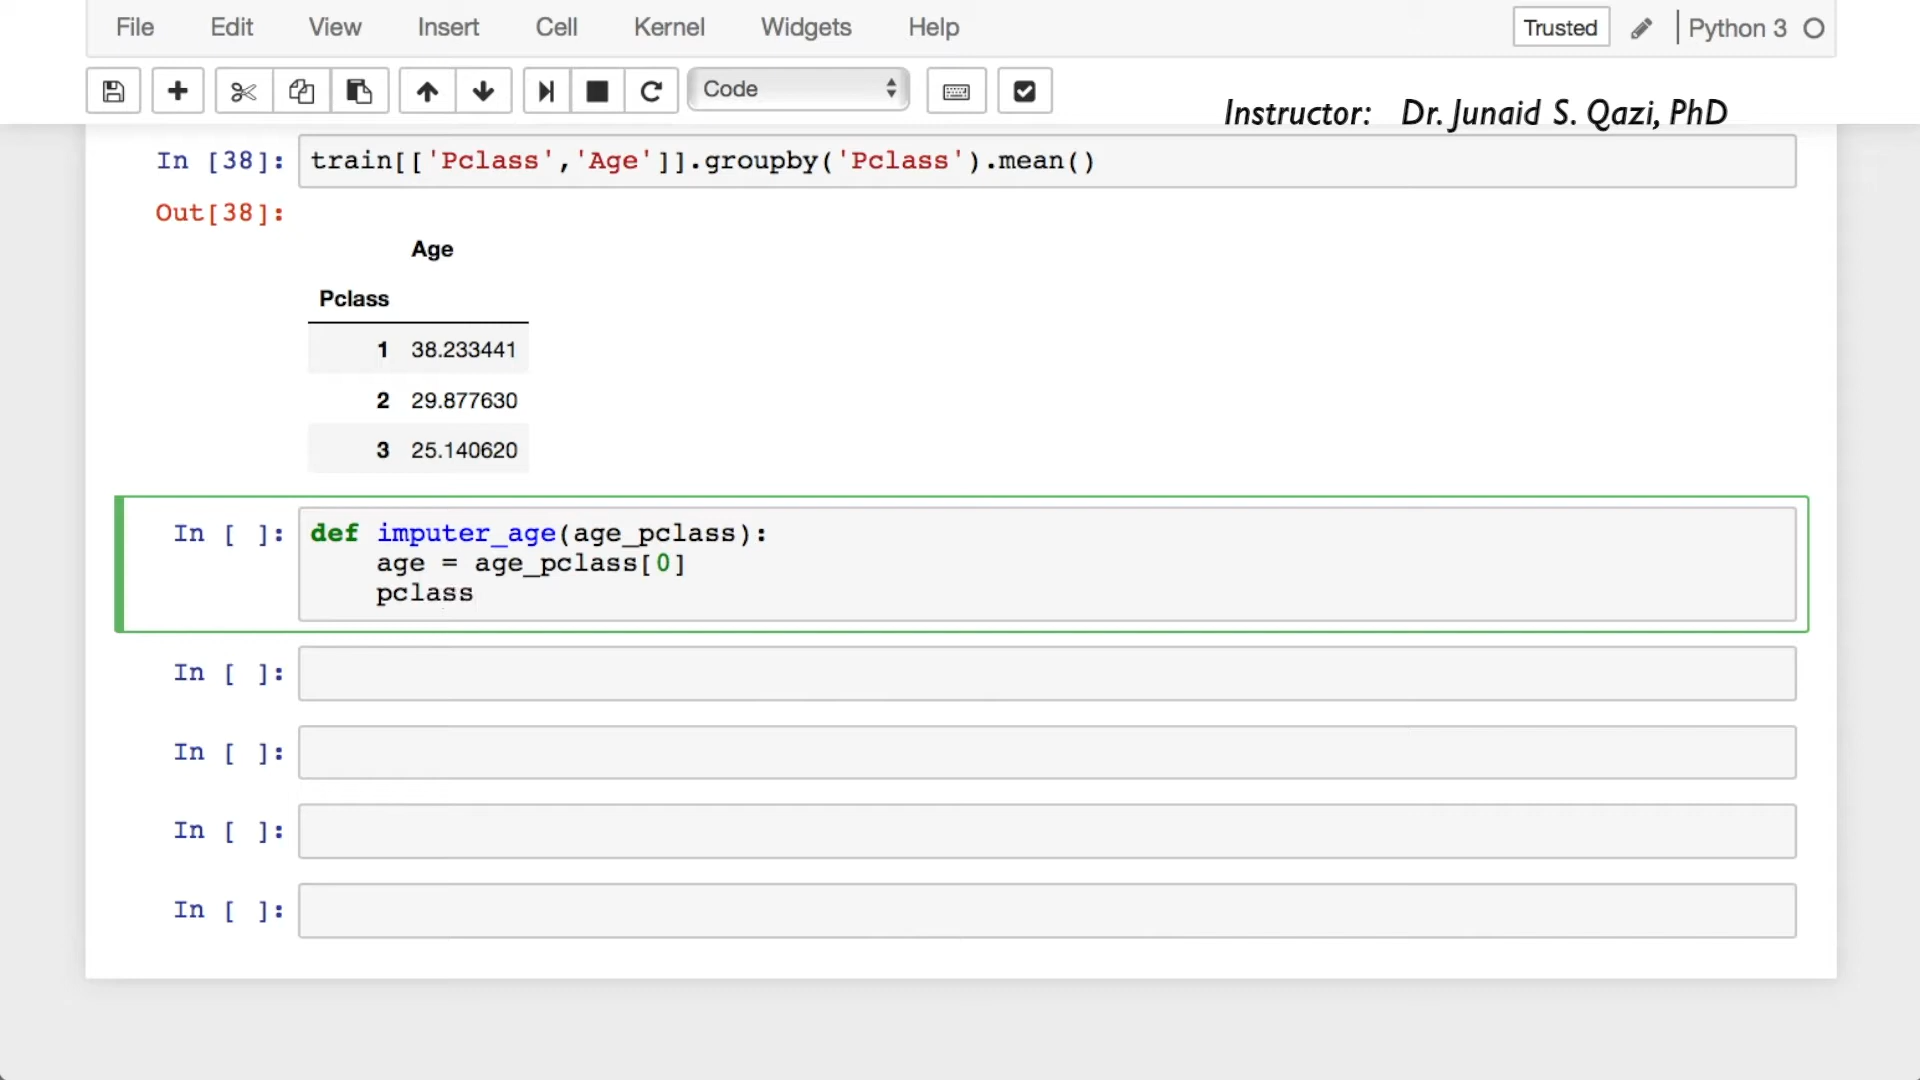 File Edit View Insert Cell Kernel Widgets Help Trusted Python 3
Code
Instructor: Dr. Junaid S. Qazi, PhD
In [38]: train[['Pclass','Age']].groupby('Pclass').mean()
Out[38]:
Age
Pclass
1 38.233441
2 29.877630
3 25.140620
In [ ]: def imputer_age(age_pclass):
age = age_pclass[0]
pclass
In [ ]:
In [ ]:
In [ ]:
In [ ]: